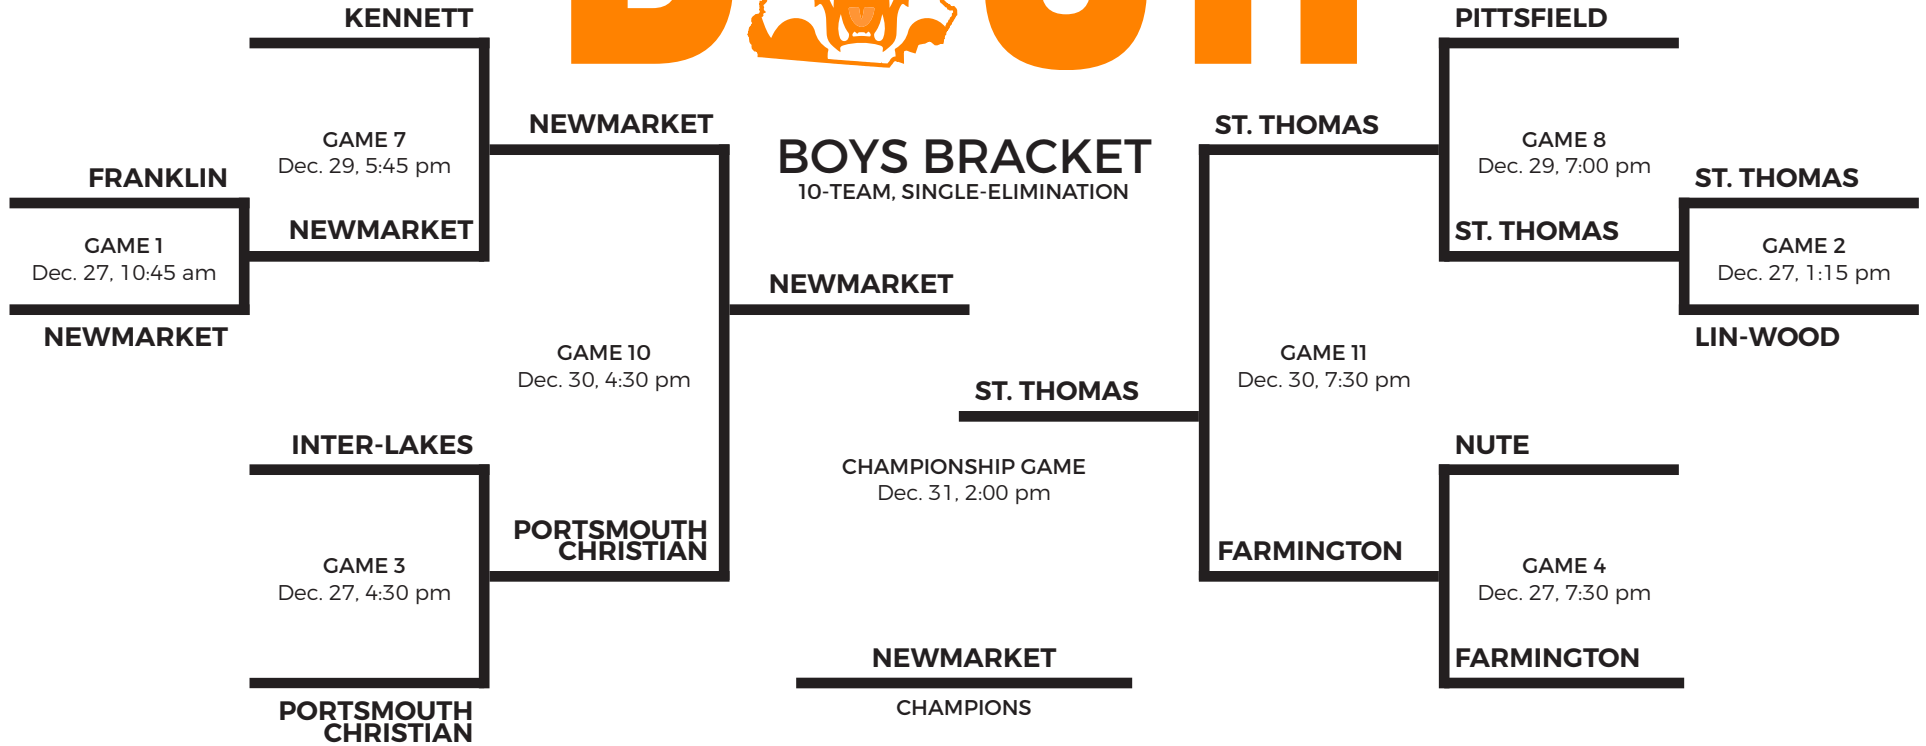 KENNETT
PITTSFIELD
NEWMARKET
ST. THOMAS
GAME 7
Dec. 29, 5:45 pm
BOYS BRACKET
10-TEAM, SINGLE-ELIMINATION
GAME 8
Dec. 29, 7:00 pm
FRANKLIN
ST. THOMAS
NEWMARKET
ST. THOMAS
GAME 1
Dec. 27, 10:45 am
GAME 2
Dec. 27, 1:15 pm
NEWMARKET
NEWMARKET
LIN-WOOD
GAME 10
Dec. 30, 4:30 pm
GAME 11
Dec. 30, 7:30 pm
ST. THOMAS
INTER-LAKES
NUTE
CHAMPIONSHIP GAME
Dec. 31, 2:00 pm
PORTSMOUTH
CHRISTIAN
FARMINGTON
GAME 3
Dec. 27, 4:30 pm
GAME 4
Dec. 27, 7:30 pm
NEWMARKET
FARMINGTON
CHAMPIONS
PORTSMOUTH
CHRISTIAN